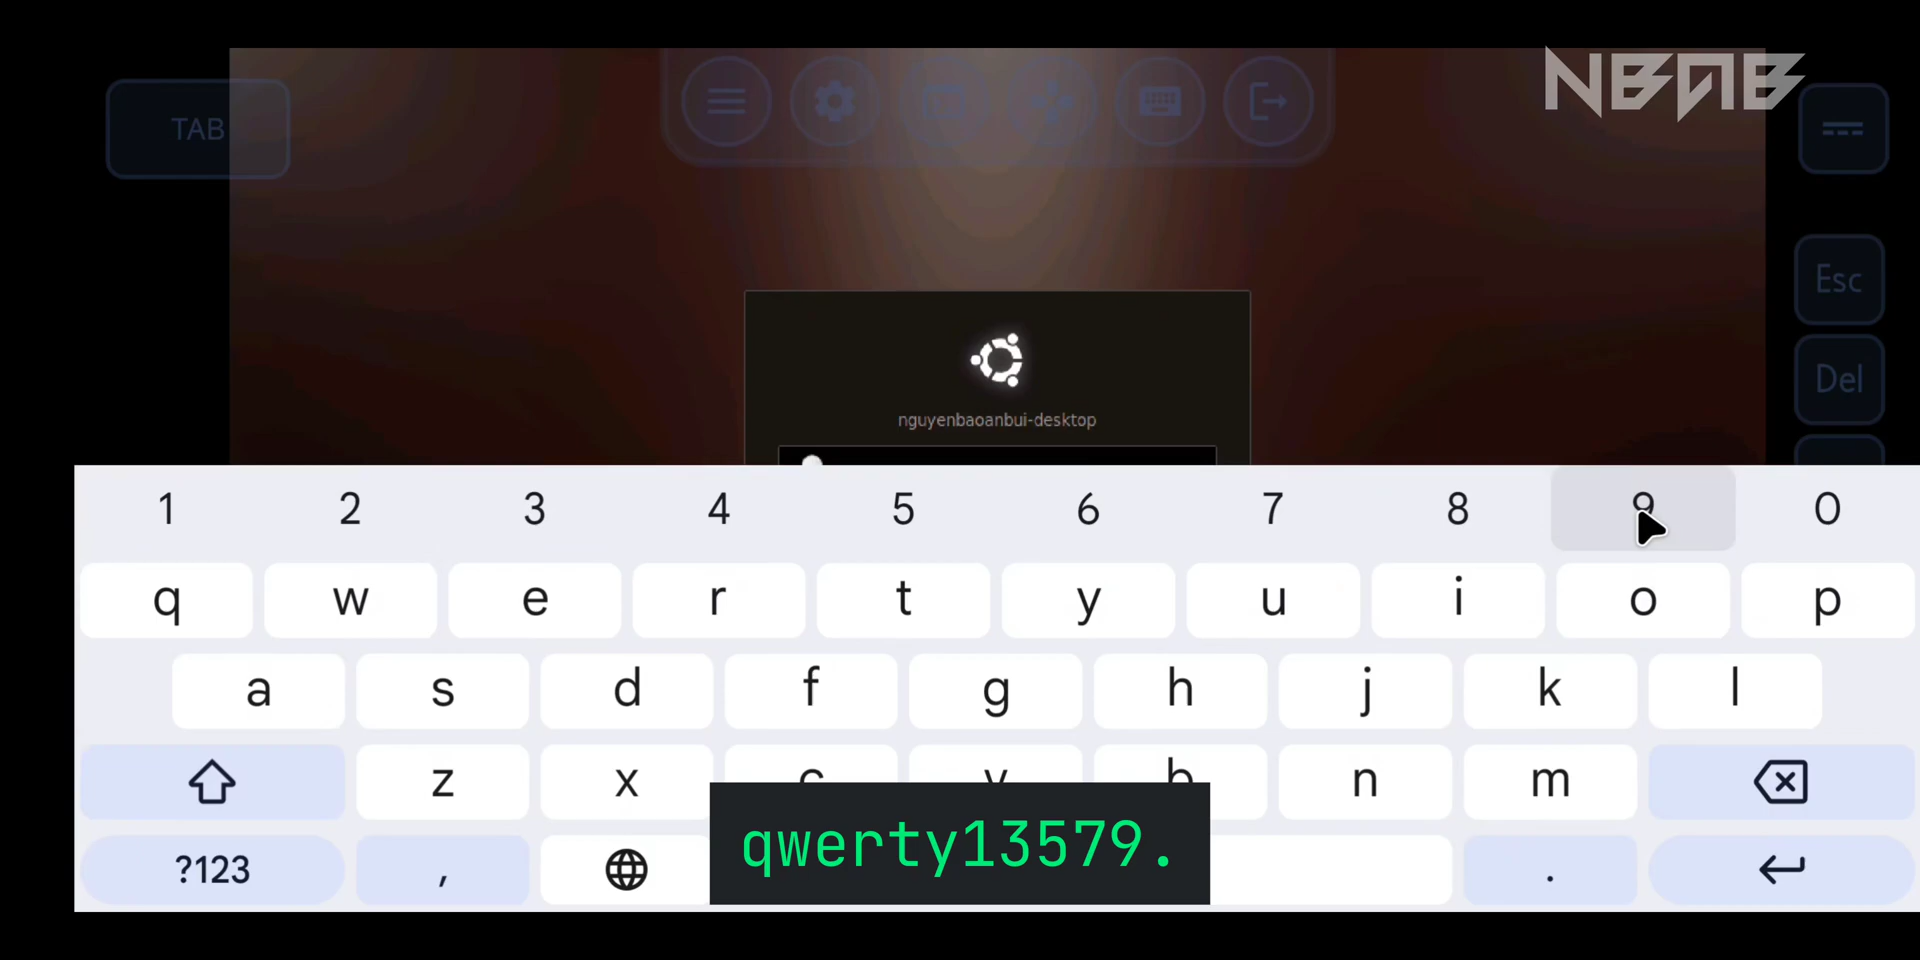 NBAB
TAB
Esc
Del
nguyenbaoanbui-desktop
1 2 3 4 5 6 7 8 9 0
q w e r t y u i o p
a s d f g h j k l
z x c v b n m
?123 , .
qwerty13579.